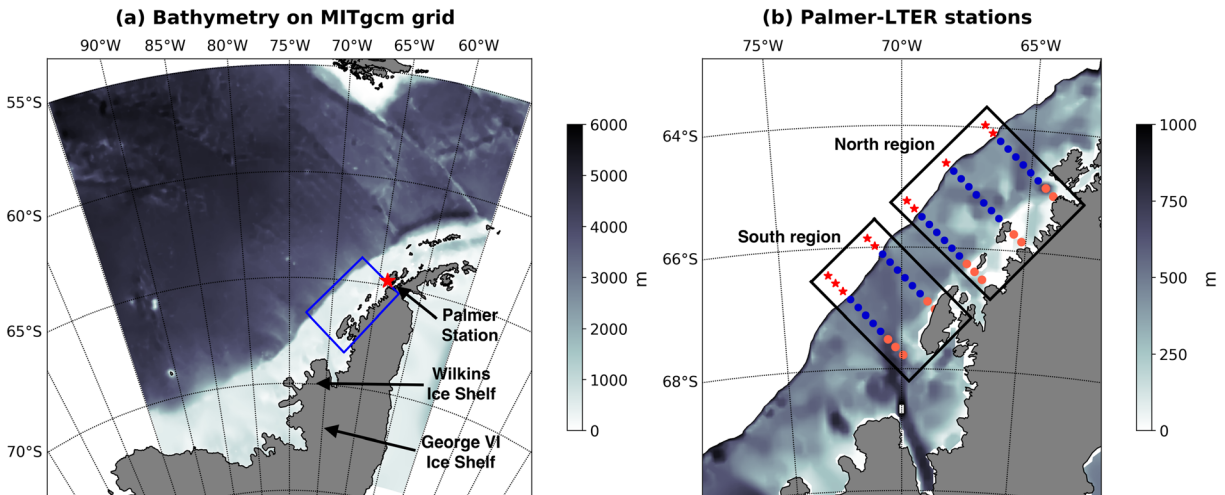 (a) Bathymetry on MITgcm grid
90°W 85°W 80°W 75°W 70°W 65°W 60°W
55°S
60°S
65°S
70°S
Palmer
Station
Wilkins
Ice Shelf
George VI
Ice Shelf
6000
5000
4000
3000
2000
1000
0
m
(b) Palmer-LTER stations
75°W 70°W 65°W
64°S
66°S
68°S
North region
South region
1000
750
500
250
0
m